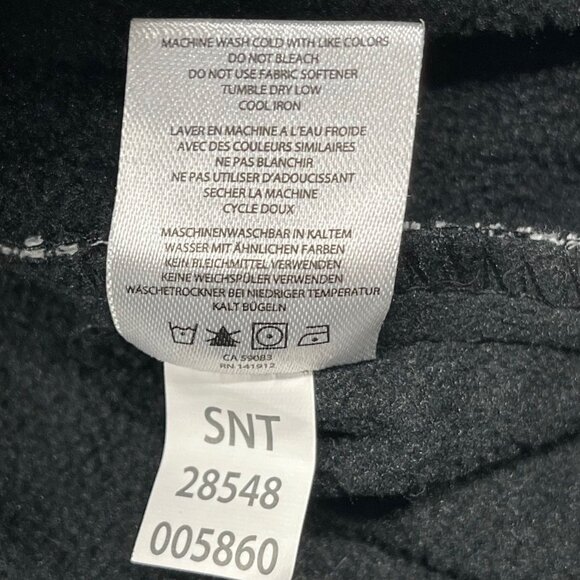 MACHINE WASH COLD WITH LIKE COLORS
DO NOT BLEACH
DO NOT USE FABRIC SOFTENER
TUMBLE DRY LOW
COOL IRON
LAVER EN MACHINE A L'EAU FROIDE
AVEC DES COULEURS SIMILAIRES
NE PAS BLANCHIR
NE PAS UTILISER D'ADOUCISSANT
SECHER LA MACHINE
CYCLE DOUX
MASCHINENWASCHBAR IN KALTEM
WASSER MIT ÄHNLICHEN FARBEN
KEIN BLEICHMITTEL VERWENDEN
KEINE WEICHSPÜLER VERWENDEN
WÄSCHETROCKNER BEI NIEDRIGER TEMPERATUR
KALT BÜGELN
CA 59083
RN 141912
SNT
28548
005860